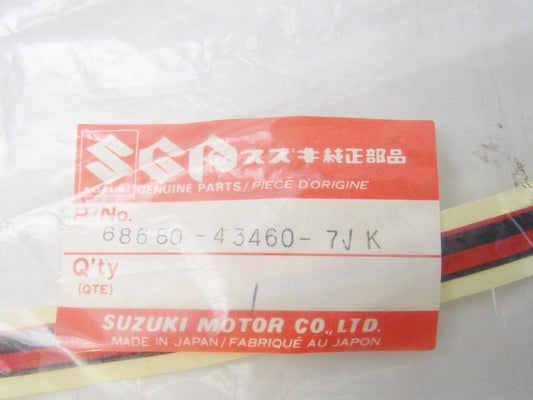 SGP スズキ純正部品
SUZUKI GENUINE PARTS / PIECE D'ORIGINE
P/No.
68680-43460-7JK
Q'ty
(QTE)
1
SUZUKI MOTOR CO., LTD.
MADE IN JAPAN / FABRIQUÉ AU JAPON